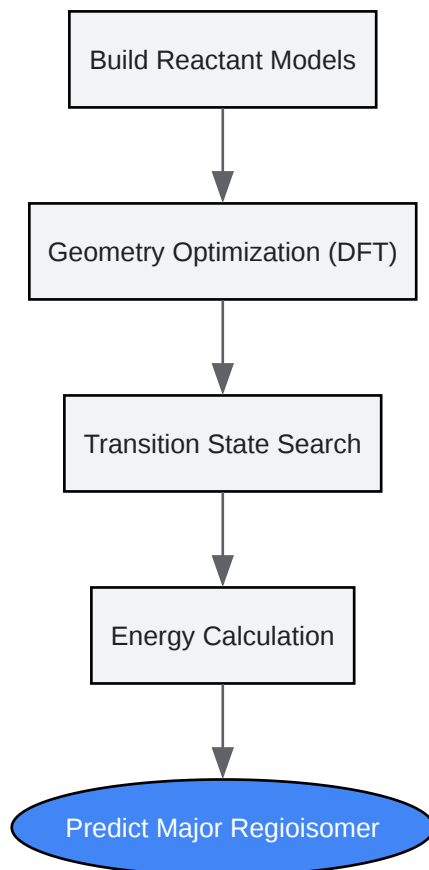 Build Reactant Models
Geometry Optimization (DFT)
Transition State Search
Energy Calculation
Predict Major Regioisomer